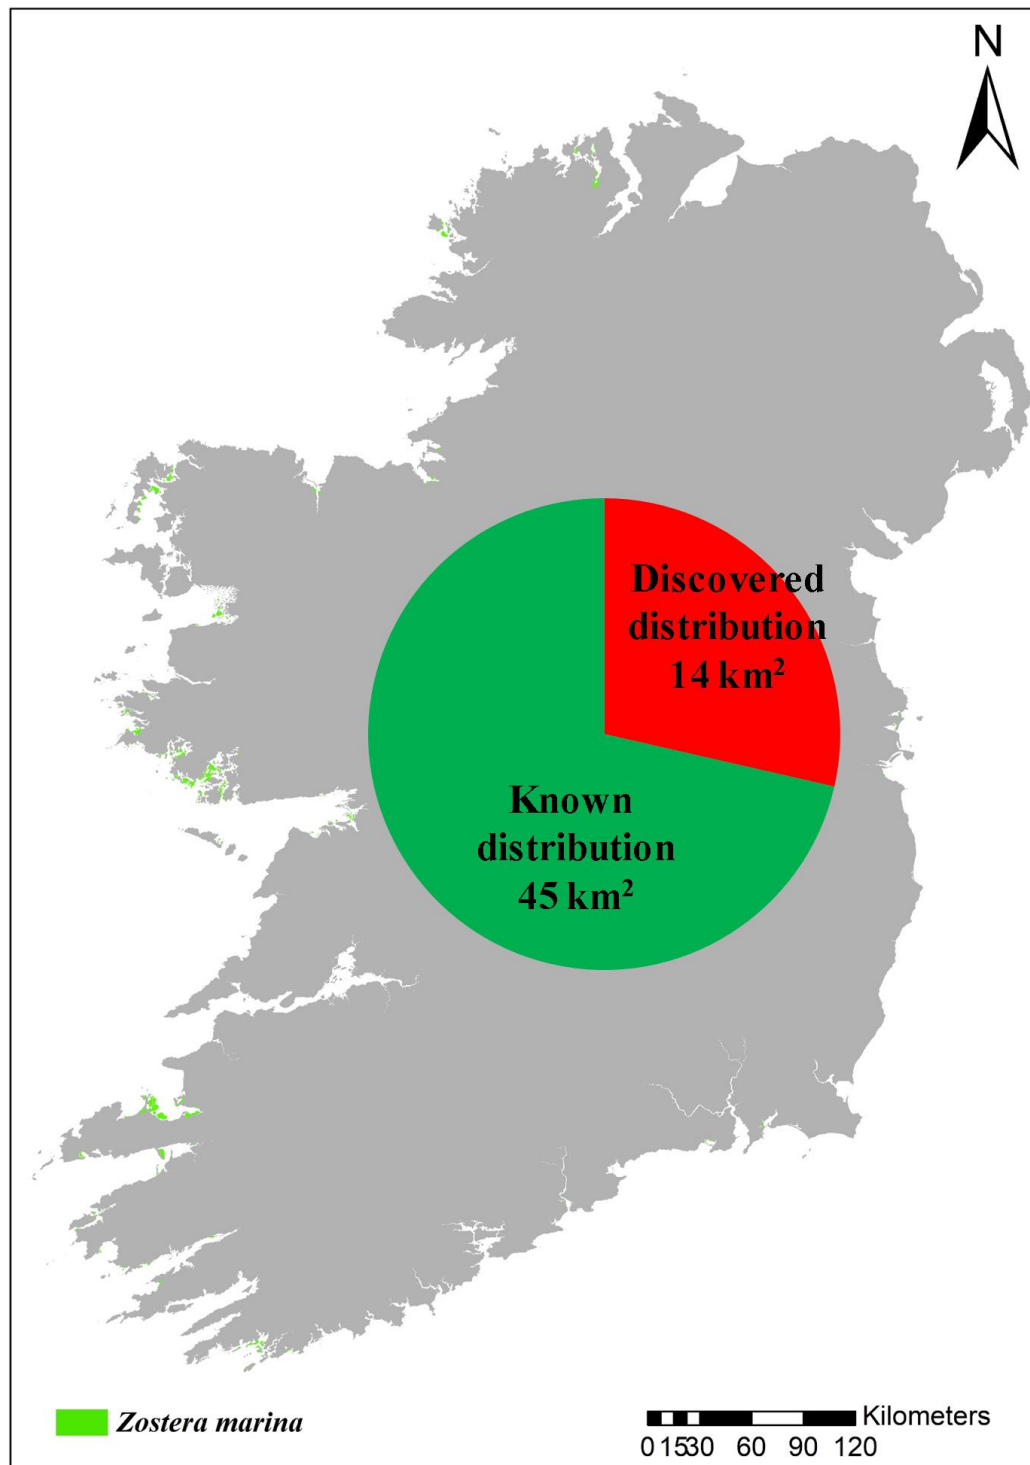 N
Discovered
distribution
14 km²
Known
distribution
45 km²
Zostera marina
Kilometers
0 15 30 60 90 120